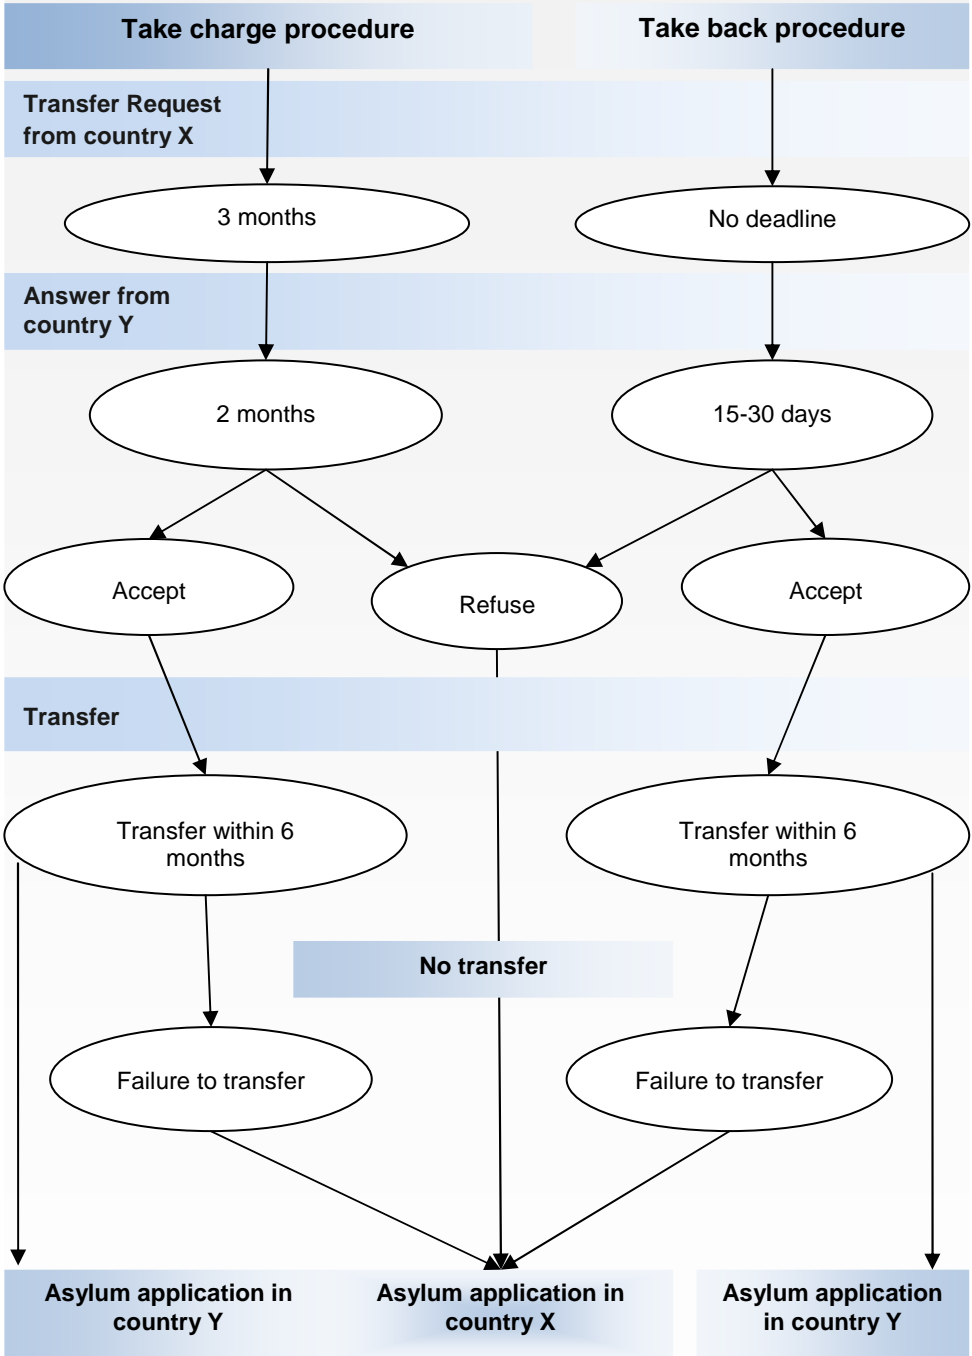 Take charge procedure
Take back procedure
Transfer Request
from country X
3 months
No deadline
Answer from
country Y
2 months
15-30 days
Accept
Refuse
Accept
Transfer
Transfer within 6
months
Transfer within 6
months
No transfer
Failure to transfer
Failure to transfer
Asylum application in
country Y
Asylum application in
country X
Asylum application
in country Y